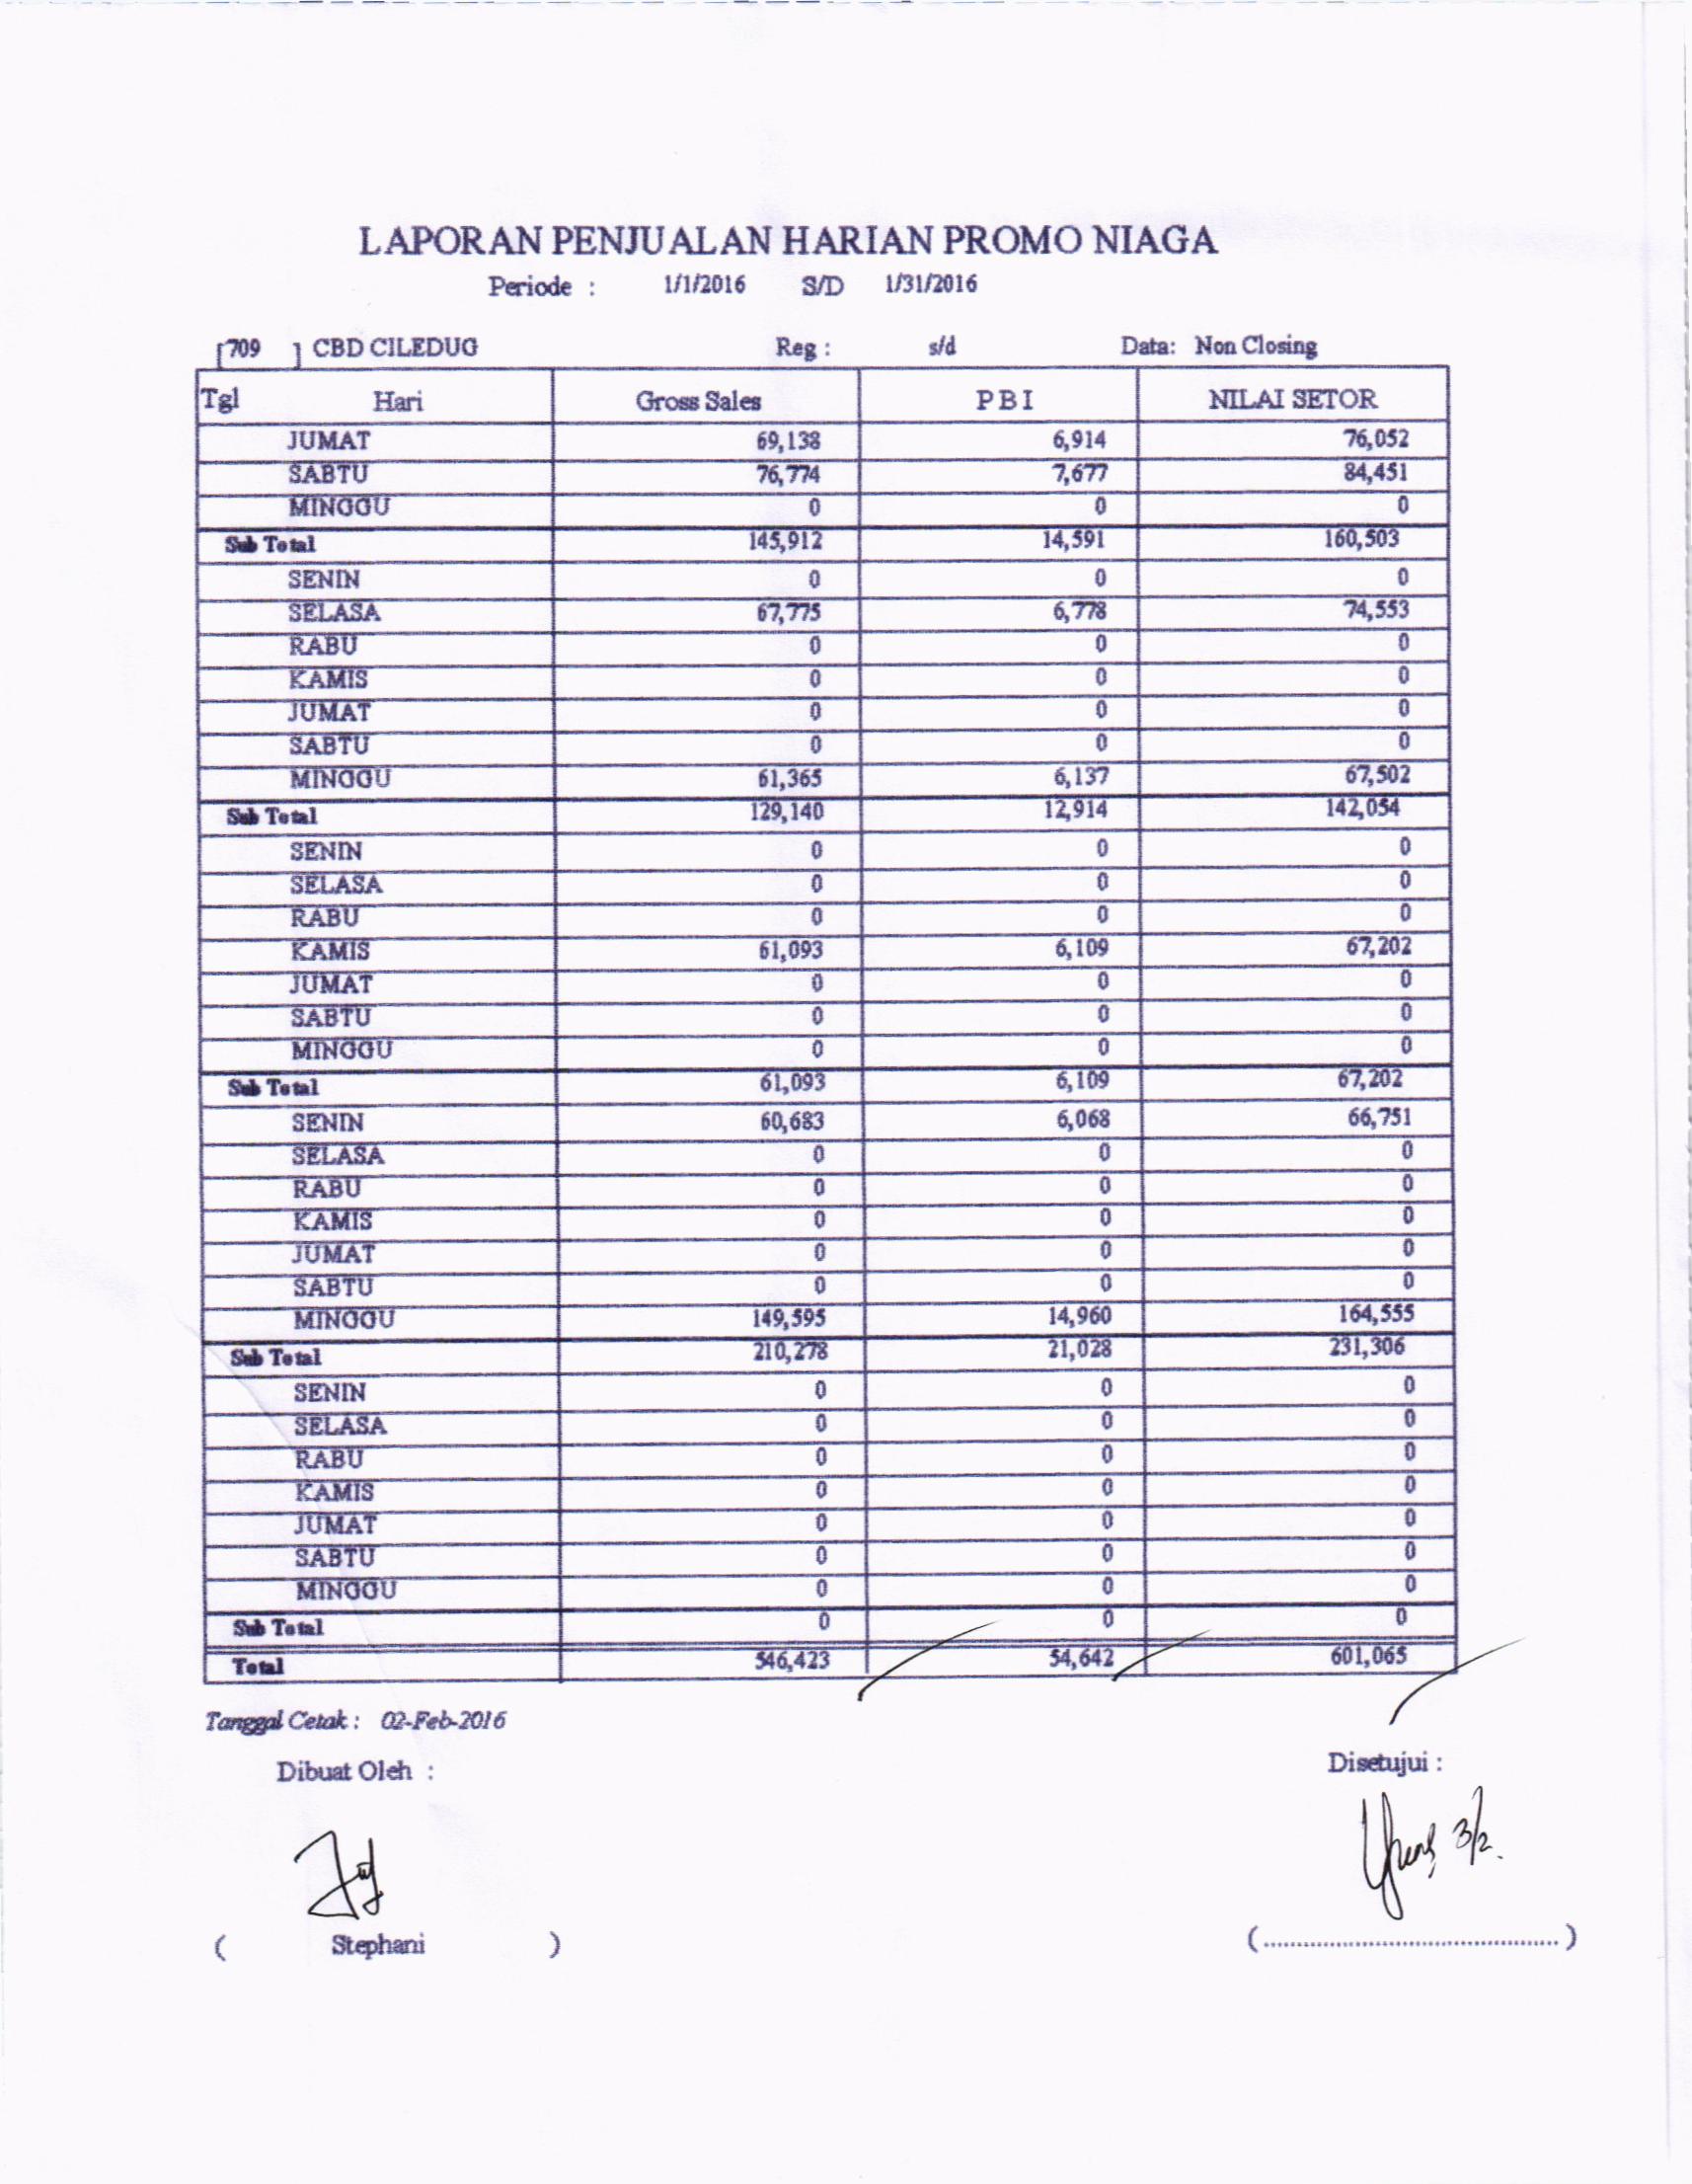 LAPORAN PENJUALAN HARIAN PROMO NIAGA
Periode : 1/1/2016 S/D 1/31/2016
[709 ] CBD CILEDUG Reg : s/d Data: Non Closing
Tgl Hari Gross Sales P B I NILAI SETOR
JUMAT 69,138 6,914 76,052
SABTU 76,774 7,677 84,451
MINGGU 0 0 0
Sub Total 145,912 14,591 160,503
SENIN 0 0 0
SELASA 67,775 6,778 74,553
RABU 0 0 0
KAMIS 0 0 0
JUMAT 0 0 0
SABTU 0 0 0
MINGGU 61,365 6,137 67,502
Sub Total 129,140 12,914 142,054
SENIN 0 0 0
SELASA 0 0 0
RABU 0 0 0
KAMIS 61,093 6,109 67,202
JUMAT 0 0 0
SABTU 0 0 0
MINGGU 0 0 0
Sub Total 61,093 6,109 67,202
SENIN 60,683 6,068 66,751
SELASA 0 0 0
RABU 0 0 0
KAMIS 0 0 0
JUMAT 0 0 0
SABTU 0 0 0
MINGGU 149,595 14,960 164,555
Sub Total 210,278 21,028 231,306
SENIN 0 0 0
SELASA 0 0 0
RABU 0 0 0
KAMIS 0 0 0
JUMAT 0 0 0
SABTU 0 0 0
MINGGU 0 0 0
Sub Total 0 0 0
Total 546,423 54,642 601,065
Tanggal Cetak : 02-Feb-2016
Dibuat Oleh : Disetujui :
3/2.
( Stephani ) (............................................)